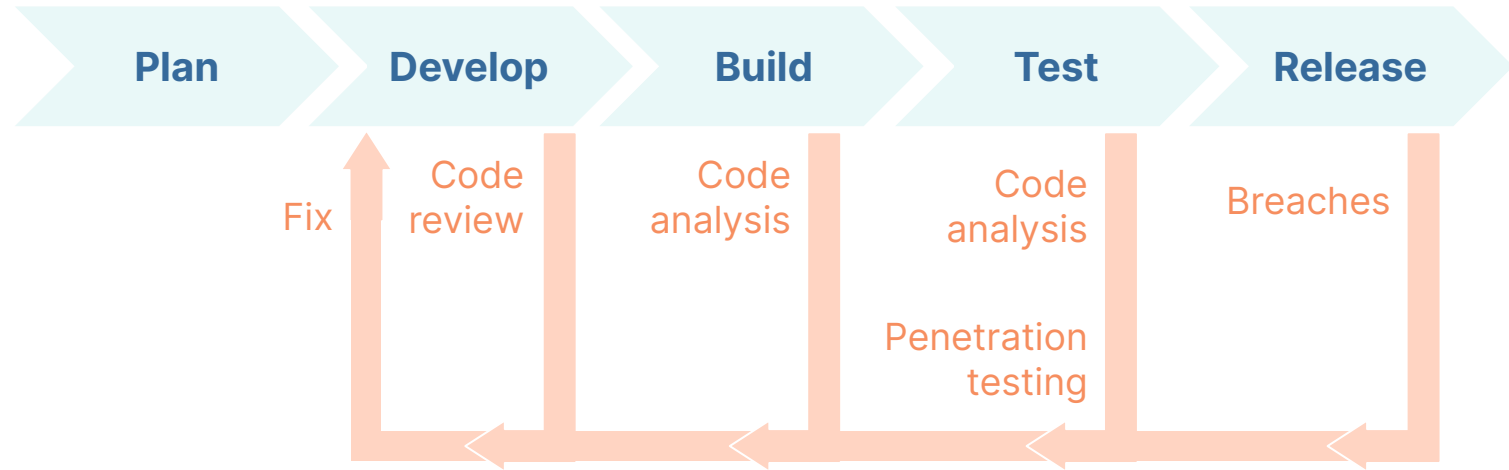 Plan
Develop
Build
Test
Release
Fix
Code
review
Code
analysis
Code
analysis
Penetration
testing
Breaches